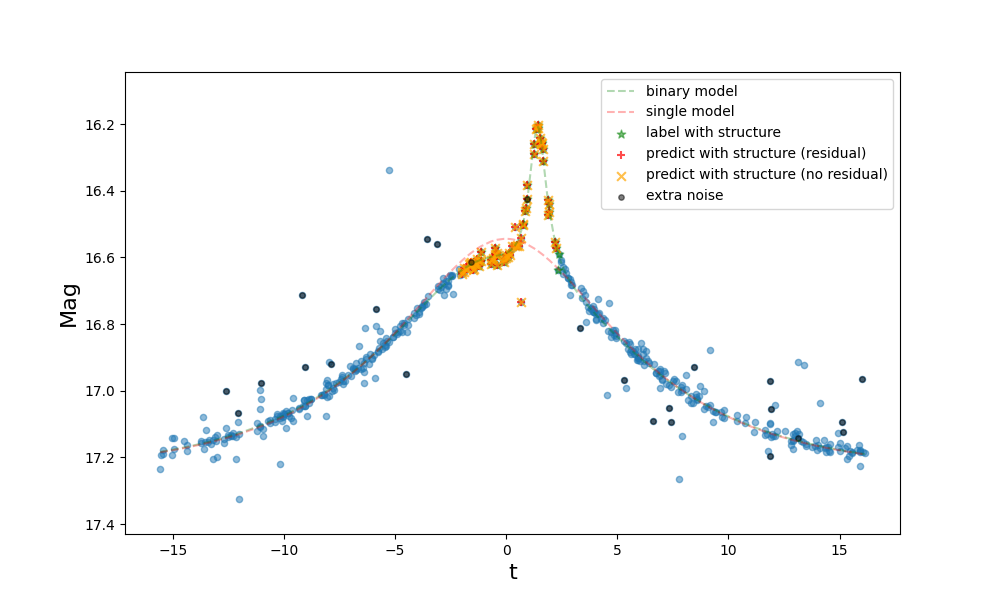 binary model
single model
label with structure
predict with structure (residual)
predict with structure (no residual)
extra noise
16.2
16.4
16.6
16.8
17.0
17.2
17.4
Mag
−15
−10
−5
0
5
10
15
t